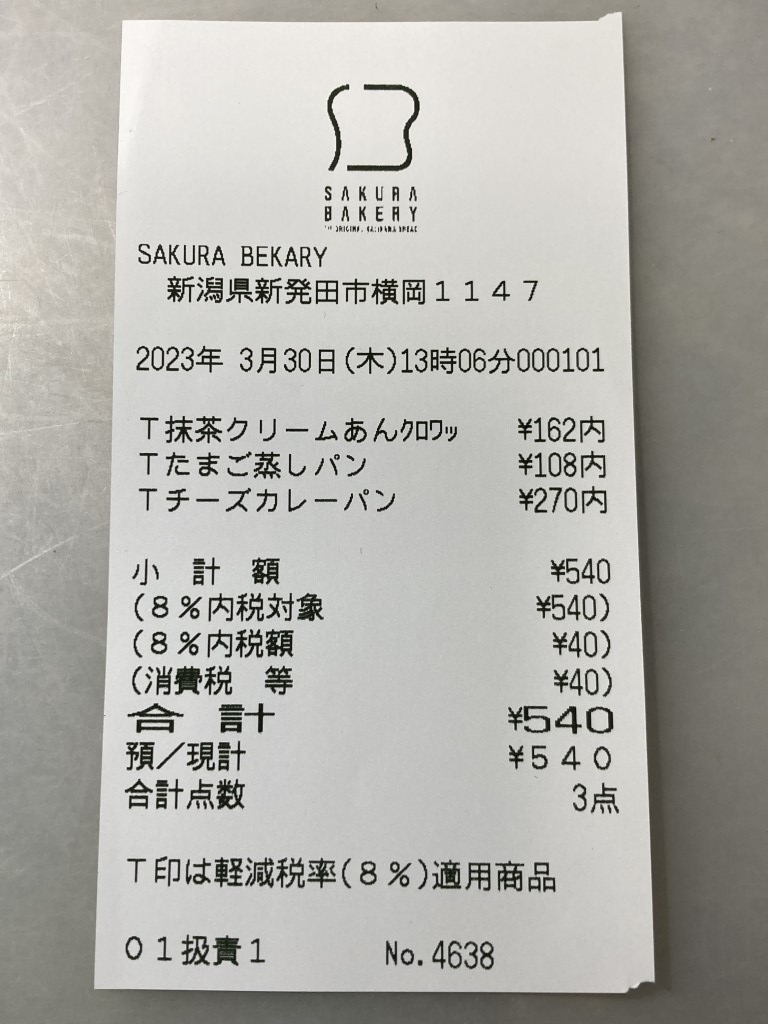 SAKURA
BAKERY
SAKURA BEKARY
新潟県新発田市横岡１１４７
2023年 3月30日(木)13時06分000101
Ｔ抹茶クリームあんｸﾛﾜｯ ¥162内
Ｔたまご蒸しパン ¥108内
Ｔチーズカレーパン ¥270内
小　計　額 ¥540
(８％内税対象 ¥540)
(８％内税額 ¥40)
(消費税　等 ¥40)
合　計 ¥540
預／現計 ¥５４０
合計点数 3点
Ｔ印は軽減税率(８％)適用商品
０１扱責１ No.4638